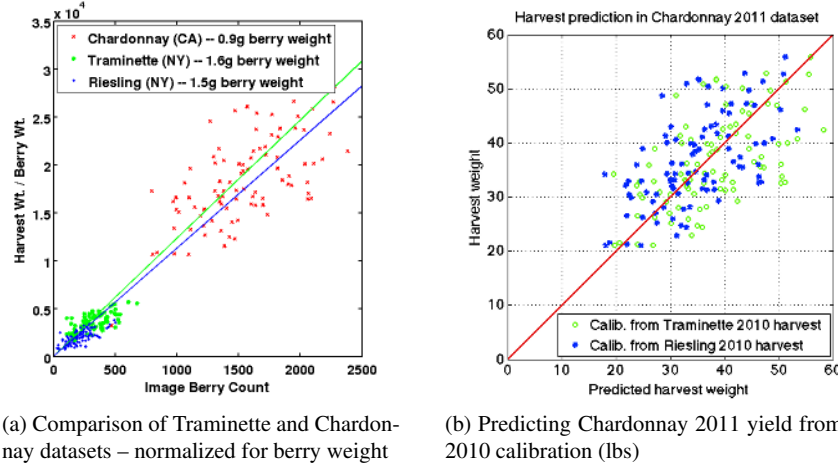 3.5 x 10^4
Chardonnay (CA) -- 0.9g berry weight
Traminette (NY) -- 1.6g berry weight
Riesling (NY) -- 1.5g berry weight
3
2.5
2
1.5
1
0.5
0
Harvest Wt. / Berry Wt.
0 500 1000 1500 2000 2500
Image Berry Count
(a) Comparison of Traminette and Chardon-
nay datasets – normalized for berry weight
Harvest prediction in Chardonnay 2011 dataset
60
50
40
30
20
10
0
Harvest weight
Calib. from Traminette 2010 harvest
Calib. from Riesling 2010 harvest
0 10 20 30 40 50 60
Predicted harvest weight
(b) Predicting Chardonnay 2011 yield from
2010 calibration (lbs)